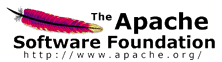 The Apache
Software Foundation
http://www.apache.org/